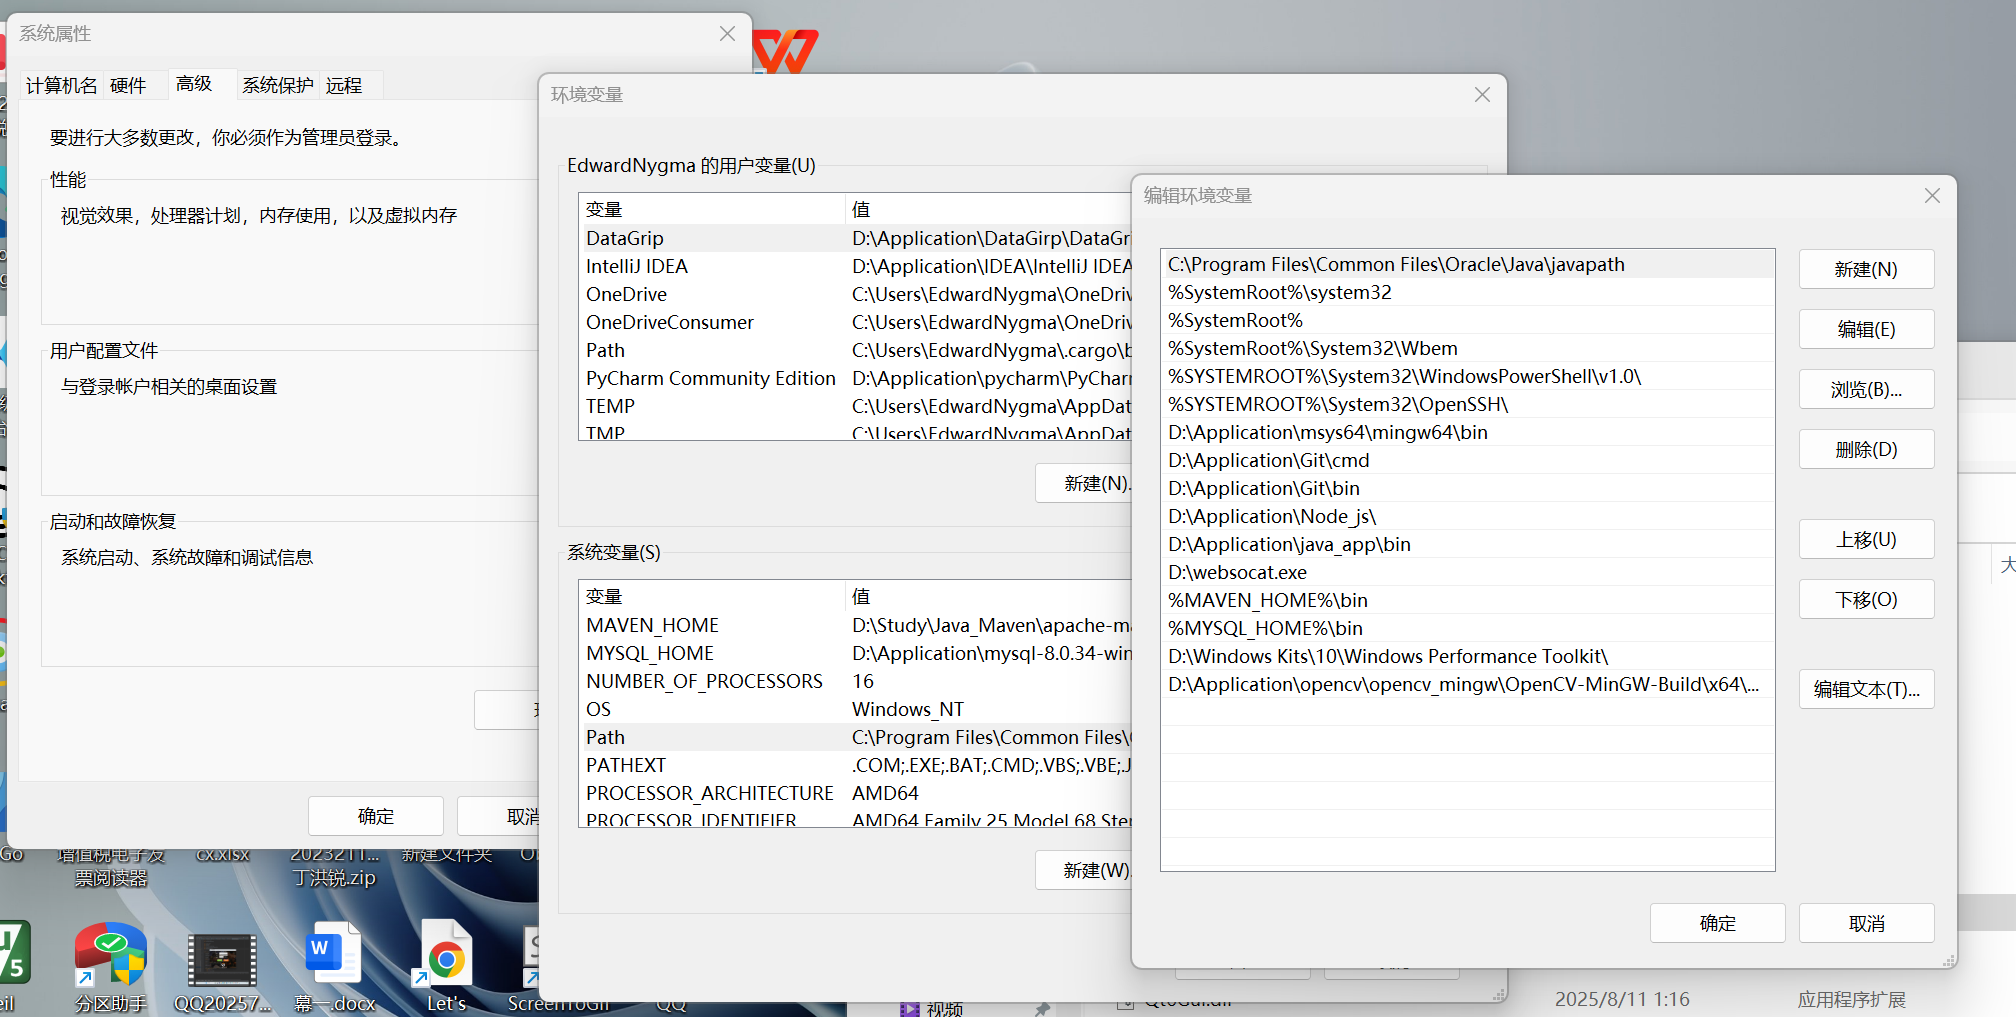 系统属性
计算机名 硬件 高级 系统保护 远程
要进行大多数更改，你必须作为管理员登录。
性能
视觉效果，处理器计划，内存使用，以及虚拟内存
用户配置文件
与登录帐户相关的桌面设置
启动和故障恢复
系统启动、系统故障和调试信息
确定
取消
环境变量
EdwardNygma 的用户变量(U)
变量 值
DataGrip D:\Application\DataGirp\DataGri
IntelliJ IDEA D:\Application\IDEA\IntelliJ IDEA
OneDrive C:\Users\EdwardNygma\OneDriv
OneDriveConsumer C:\Users\EdwardNygma\OneDriv
Path C:\Users\EdwardNygma\.cargo\b
PyCharm Community Edition D:\Application\pycharm\PyCharm
TEMP C:\Users\EdwardNygma\AppDat
TMP C:\Users\EdwardNygma\AppDat
新建(N).
系统变量(S)
变量 值
MAVEN_HOME D:\Study\Java_Maven\apache-ma
MYSQL_HOME D:\Application\mysql-8.0.34-win
NUMBER_OF_PROCESSORS 16
OS Windows_NT
Path C:\Program Files\Common Files\
PATHEXT .COM;.EXE;.BAT;.CMD;.VBS;.VBE;.J
PROCESSOR_ARCHITECTURE AMD64
PROCESSOR_IDENTIFIER AMD64 Family 25 Model 68 Step
新建(W).
编辑环境变量
C:\Program Files\Common Files\Oracle\Java\javapath
%SystemRoot%\system32
%SystemRoot%
%SystemRoot%\System32\Wbem
%SYSTEMROOT%\System32\WindowsPowerShell\v1.0\
%SYSTEMROOT%\System32\OpenSSH\
D:\Application\msys64\mingw64\bin
D:\Application\Git\cmd
D:\Application\Git\bin
D:\Application\Node_js\
D:\Application\java_app\bin
D:\websocat.exe
%MAVEN_HOME%\bin
%MYSQL_HOME%\bin
D:\Windows Kits\10\Windows Performance Toolkit\
D:\Application\opencv\opencv_mingw\OpenCV-MinGW-Build\x64\...
新建(N)
编辑(E)
浏览(B)...
删除(D)
上移(U)
下移(O)
编辑文本(T)...
确定
取消
大
Go
增值税电子发
票阅读器
cx.xlsx
2023211...
丁洪锐.zip
新建文件夹
分区助手
QQ20257...
幕一.docx
Let's
ScreenToGif
QQ
视频
2025/8/11 1:16
应用程序扩展